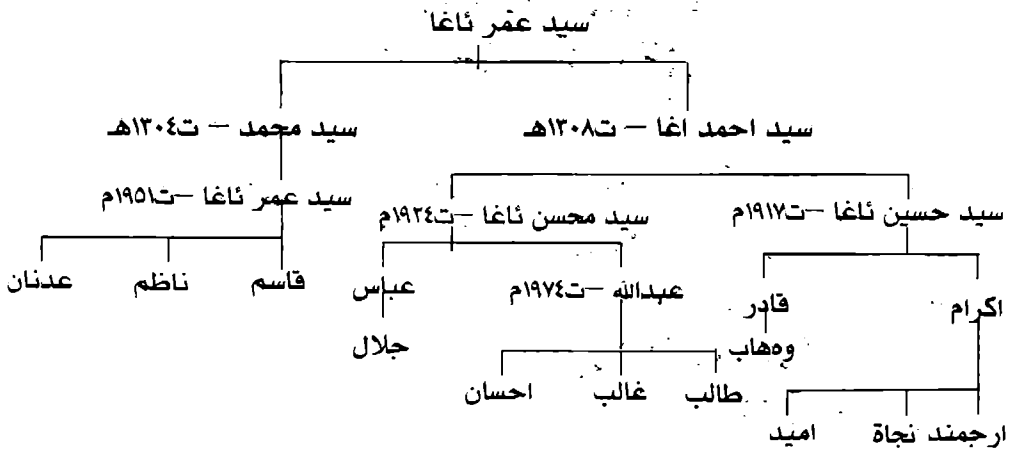 سيد عمر ئاغا
سيد احمد اغا – ت١٣٠٨هـ
سيد محمد – ت١٣٠٤هـ
سيد حسين ئاغا –ت١٩١٧م
سيد محسن ئاغا –ت١٩٢٤م
سيد عمر ئاغا –ت١٩٥١م
اكرام
قادر
عبدالله –ت١٩٧٤م
عباس
قاسم
ناظم
عدنان
وەهاب
جلال
طالب
غالب
احسان
ارجمند
نجاة
اميد